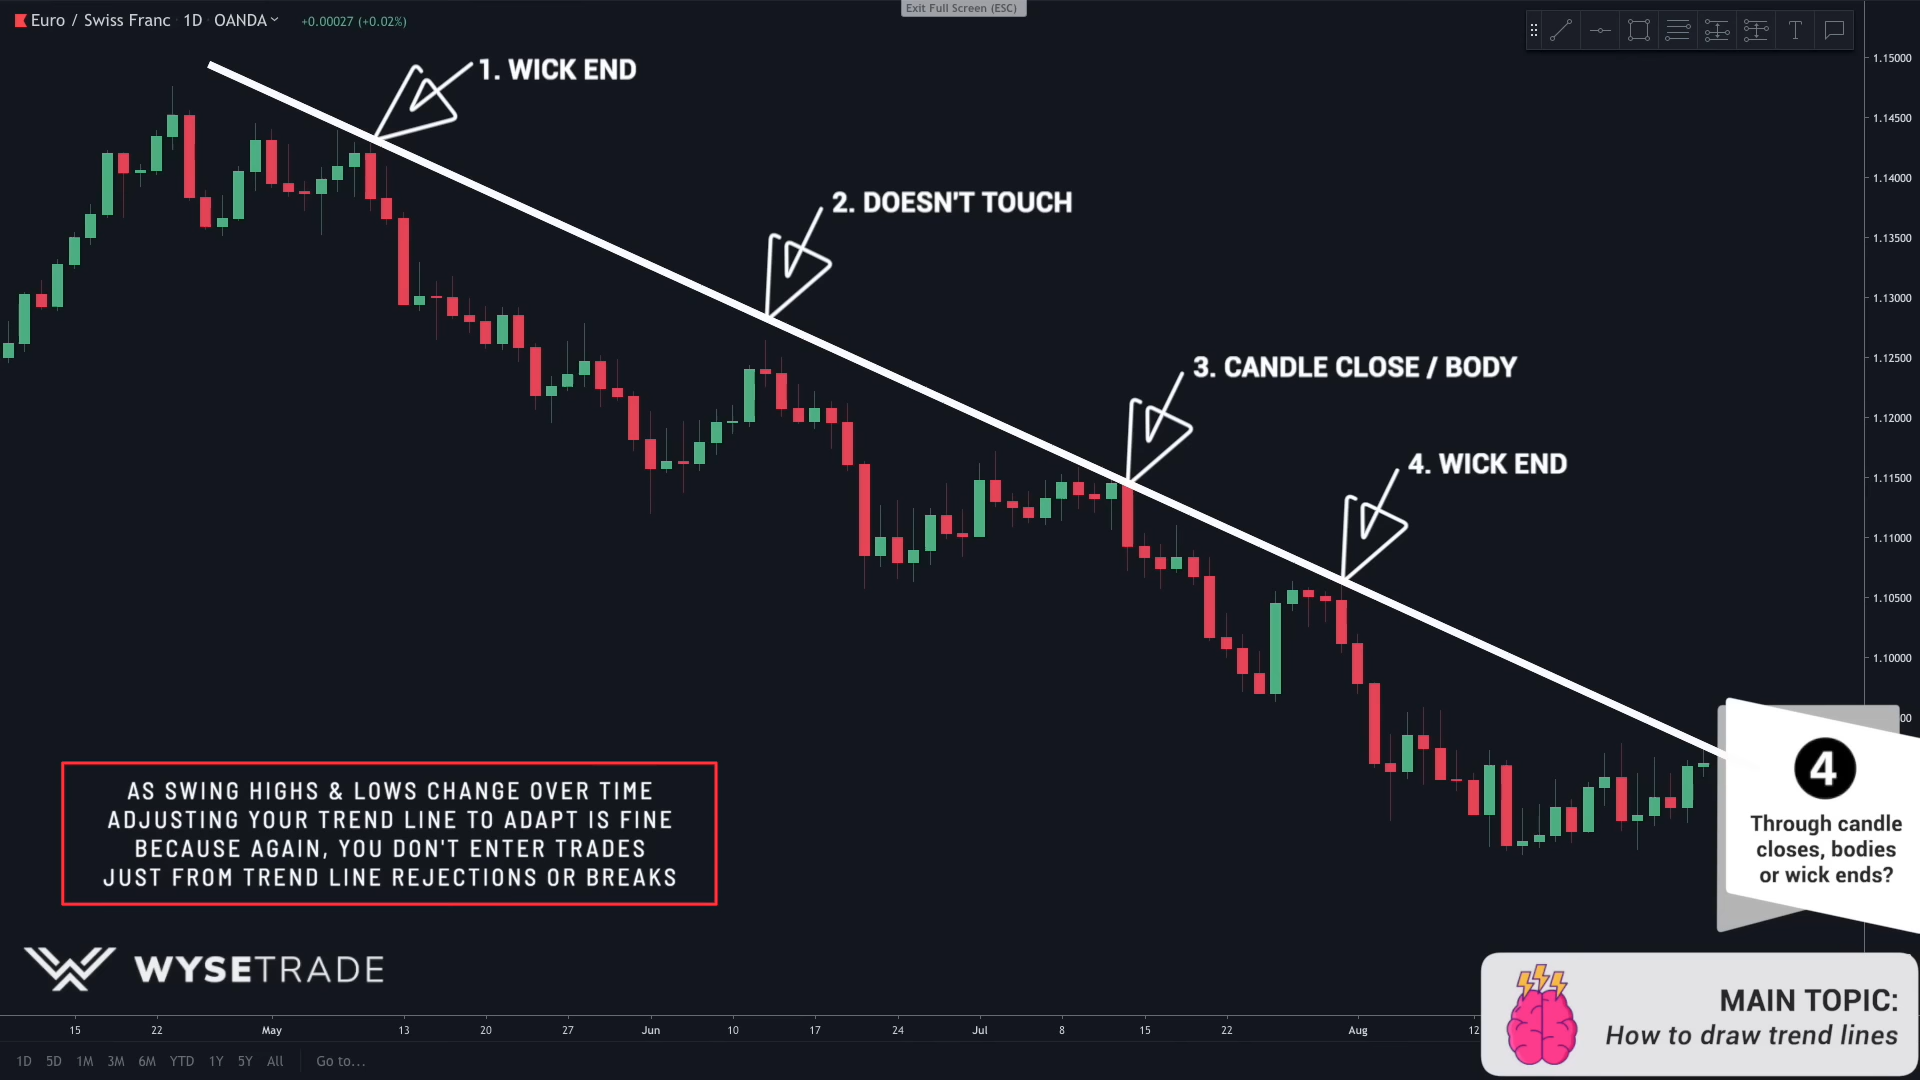 Exit Full Screen (ESC)
Euro / Swiss Franc 1D OANDA +0.00027 (+0.02%)
T
1.15000
1. WICK END
1.14500
1.14000
2. DOESN'T TOUCH
1.13500
1.13000
1.12500
3. CANDLE CLOSE / BODY
1.12000
4. WICK END
1.11500
1.11000
1.10500
1.10000
00
4
Through candle
closes, bodies
or wick ends?
AS SWING HIGHS & LOWS CHANGE OVER TIME
ADJUSTING YOUR TREND LINE TO ADAPT IS FINE
BECAUSE AGAIN, YOU DON'T ENTER TRADES
JUST FROM TREND LINE REJECTIONS OR BREAKS
WYSETRADE
MAIN TOPIC:
How to draw trend lines
15 22 May 13 20 27 Jun 10 17 24 Jul 8 15 22 Aug 12
1D 5D 1M 3M 6M YTD 1Y 5Y All Go to...